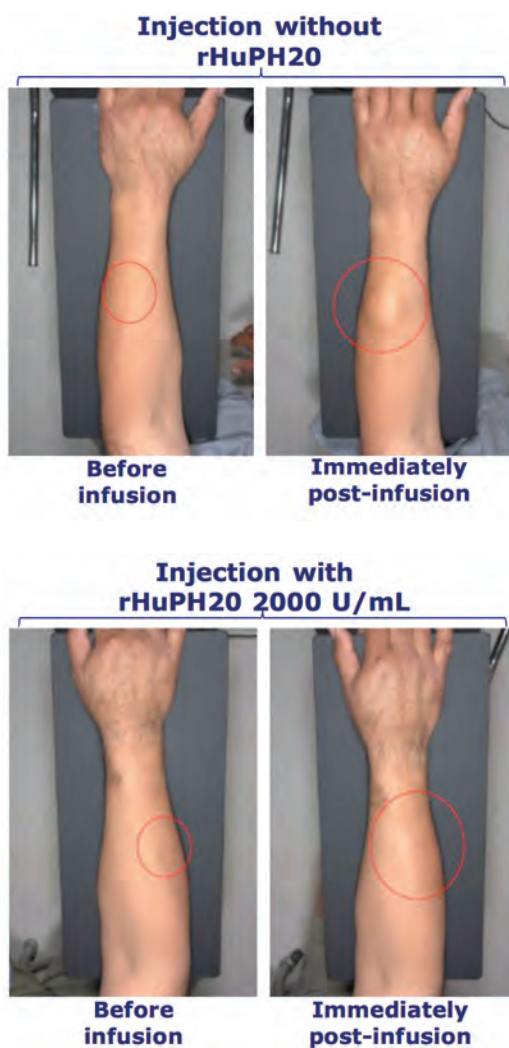 Injection without
rHuPH20
Before
infusion
Immediately
post-infusion
Injection with
rHuPH20 2000 U/mL
Before
infusion
Immediately
post-infusion